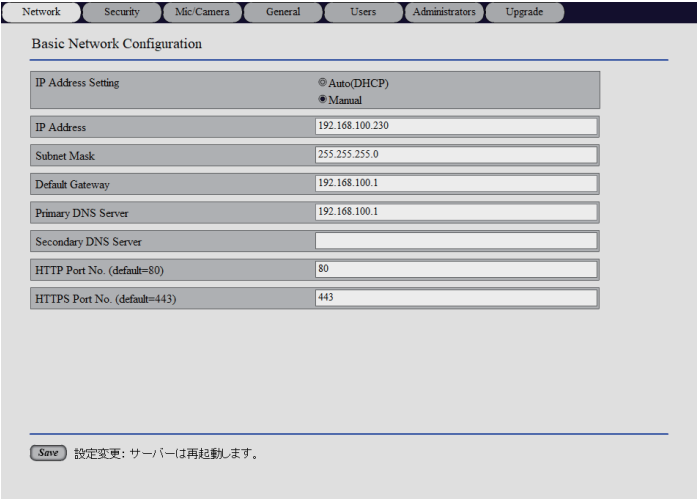 Network Security Mic/Camera General Users Administrators Upgrade
Basic Network Configuration
IP Address Setting
Auto(DHCP)
Manual
IP Address 192.168.100.230
Subnet Mask 255.255.255.0
Default Gateway 192.168.100.1
Primary DNS Server 192.168.100.1
Secondary DNS Server
HTTP Port No. (default=80) 80
HTTPS Port No. (default=443) 443
Save 設定変更: サーバーは再起動します。